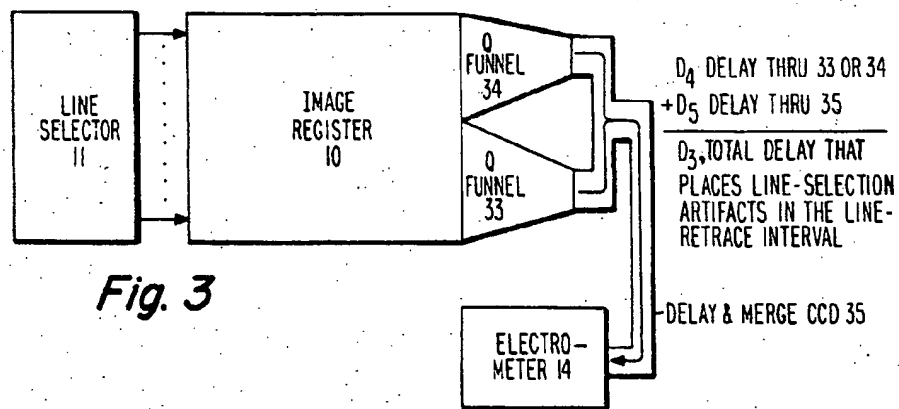 LINE
SELECTOR
11
IMAGE
REGISTER
10
Q
FUNNEL
34
Q
FUNNEL
33
D4 DELAY THRU 33 OR 34
+D5 DELAY THRU 35
D3, TOTAL DELAY THAT
PLACES LINE-SELECTION
ARTIFACTS IN THE LINE-
RETRACE INTERVAL
Fig. 3
DELAY & MERGE CCD 35
ELECTRO-
METER 14